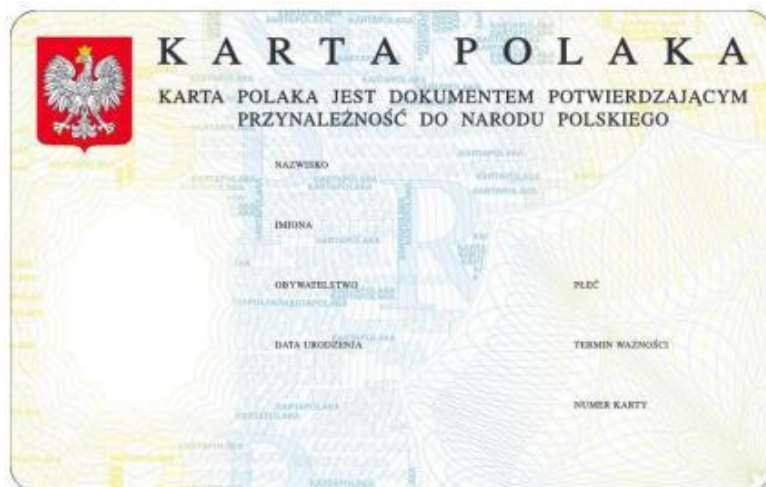 KARTA POLAKA
KARTA POLAKA JEST DOKUMENTEM POTWIERDZAJĄCYM
PRZYNALEŻNOŚĆ DO NARODU POLSKIEGO
NAZWISKO
IMIONA
OBYWATELSTWO
PŁEĆ
DATA URODZENIA
TERMIN WAŻNOŚCI
NUMER KARTY